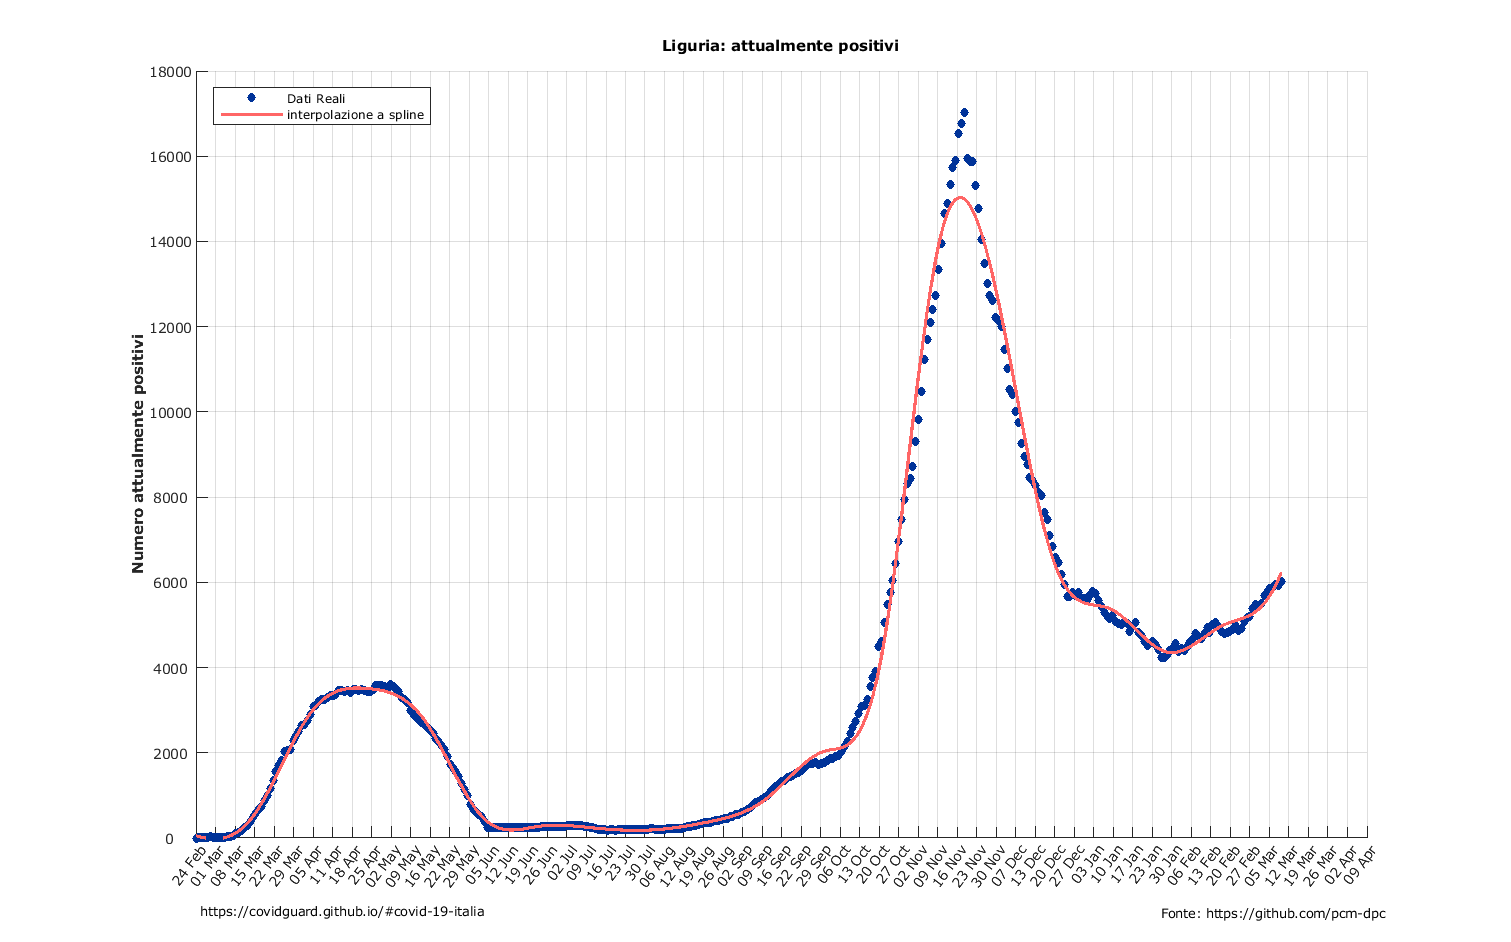 Liguria: attualmente positivi
18000
16000
14000
12000
10000
8000
6000
4000
2000
0
Numero attualmente positivi
Dati Reali
interpolazione a spline
24 Feb
01 Mar
08 Mar
15 Mar
22 Mar
29 Mar
05 Apr
11 Apr
18 Apr
25 Apr
02 May
09 May
16 May
22 May
29 May
05 Jun
12 Jun
19 Jun
26 Jun
02 Jul
09 Jul
16 Jul
23 Jul
30 Jul
06 Aug
12 Aug
19 Aug
26 Aug
02 Sep
09 Sep
16 Sep
22 Sep
29 Sep
06 Oct
13 Oct
20 Oct
27 Oct
02 Nov
09 Nov
16 Nov
23 Nov
30 Nov
07 Dec
13 Dec
20 Dec
27 Dec
03 Jan
10 Jan
17 Jan
23 Jan
30 Jan
06 Feb
13 Feb
20 Feb
27 Feb
05 Mar
12 Mar
19 Mar
26 Mar
02 Apr
09 Apr
https://covidguard.github.io/#covid-19-italia
Fonte: https://github.com/pcm-dpc